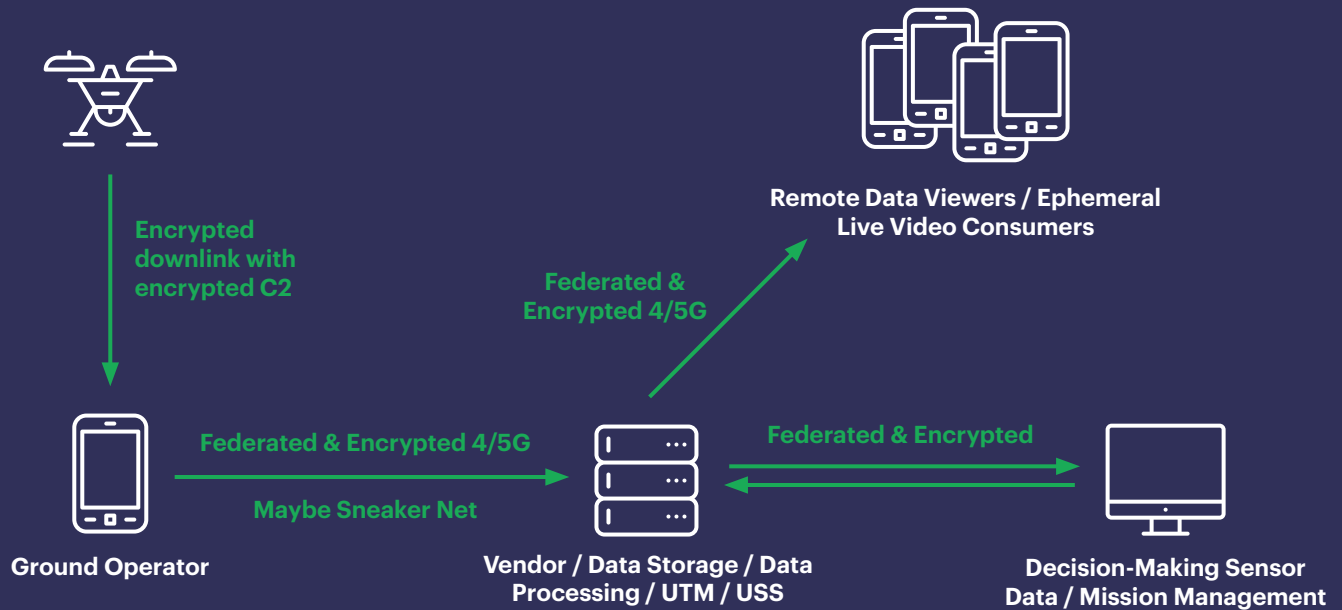 Encrypted
downlink with
encrypted C2
Remote Data Viewers / Ephemeral
Live Video Consumers
Federated &
Encrypted 4/5G
Federated & Encrypted 4/5G
Maybe Sneaker Net
Federated & Encrypted
Ground Operator
Vendor / Data Storage / Data
Processing / UTM / USS
Decision-Making Sensor
Data / Mission Management